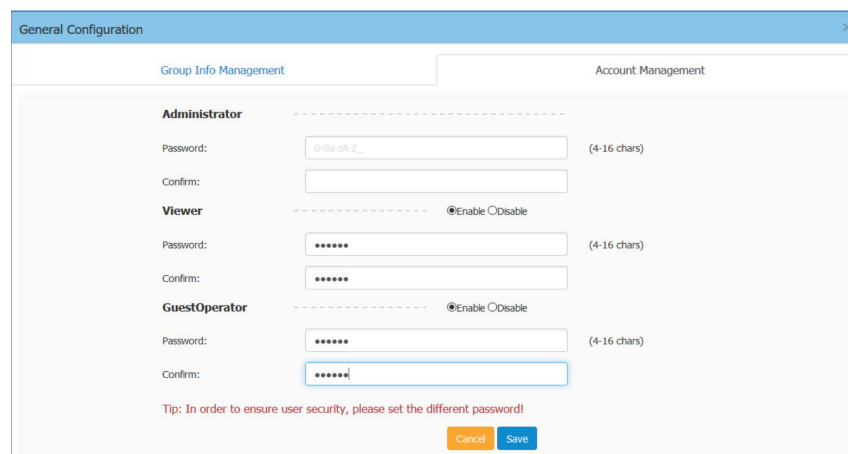 General Configuration ×
Group Info Management Account Management
Administrator
Password: 0-9a-zA-Z_ (4-16 chars)
Confirm:
Viewer Enable Disable
Password: •••••• (4-16 chars)
Confirm: ••••••
GuestOperator Enable Disable
Password: •••••• (4-16 chars)
Confirm: ••••••
Tip: In order to ensure user security, please set the different password!
Cancel Save